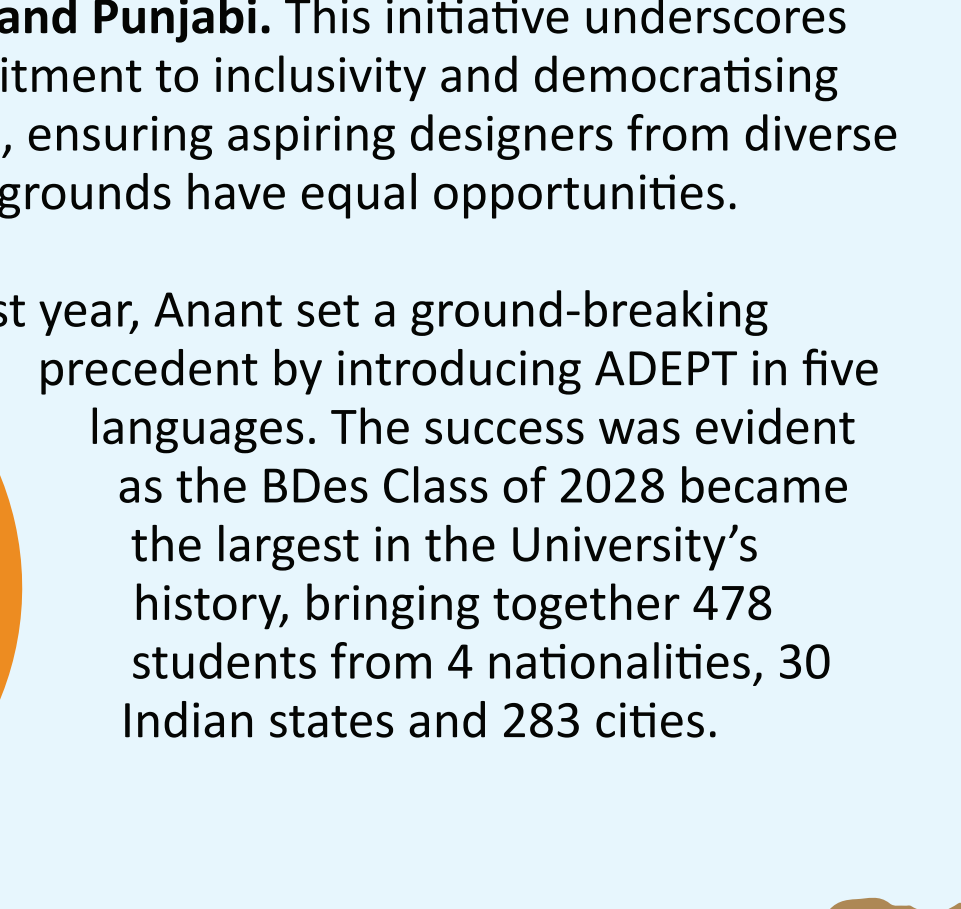 and Punjabi. This initiative underscores
itment to inclusivity and democratising
, ensuring aspiring designers from diverse
grounds have equal opportunities.
st year, Anant set a ground-breaking
precedent by introducing ADEPT in five
languages. The success was evident
as the BDes Class of 2028 became
the largest in the University’s
history, bringing together 478
students from 4 nationalities, 30
Indian states and 283 cities.